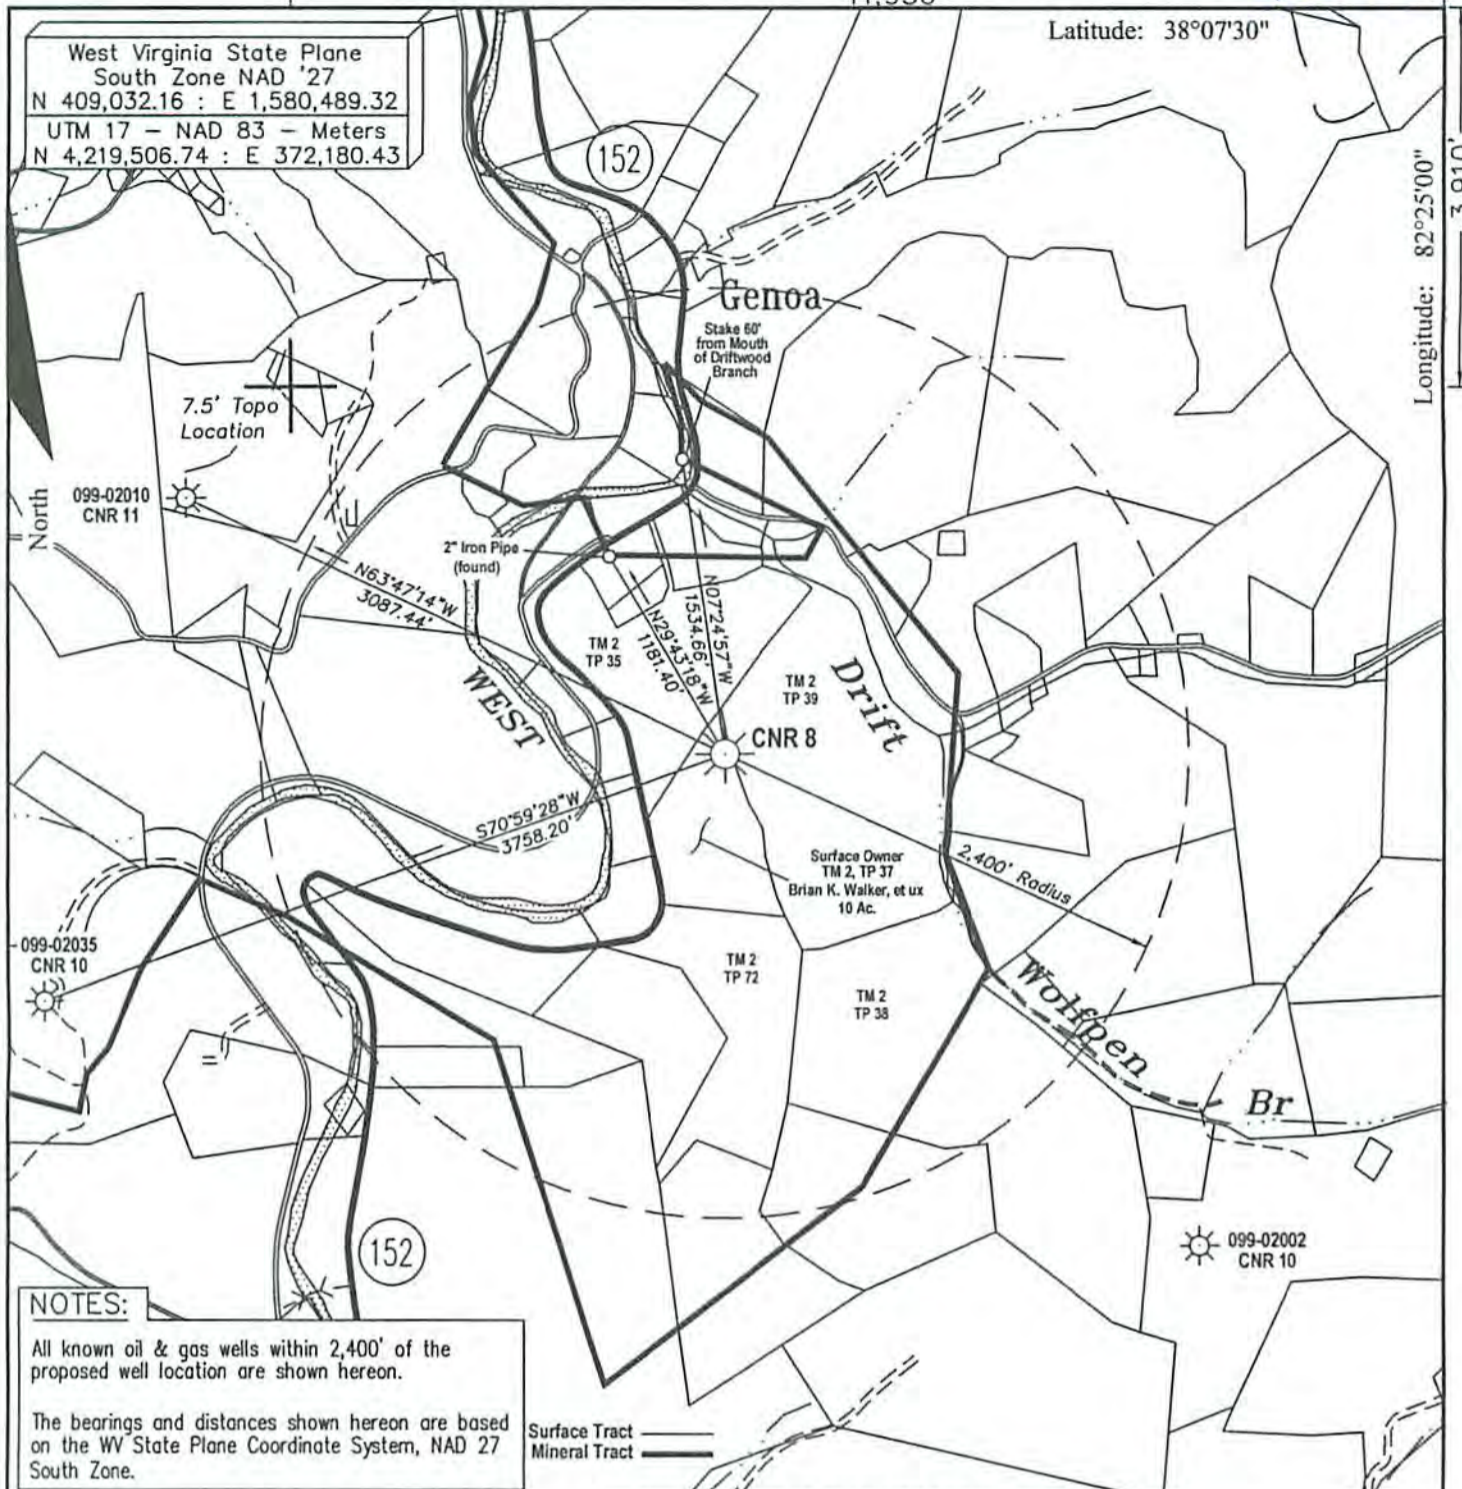 Latitude: 38°07'30"
West Virginia State Plane
South Zone NAD '27
N 409,032.16 : E 1,580,489.32
UTM 17 – NAD 83 – Meters
N 4,219,506.74 : E 372,180.43
152
Longitude: 82°25'00"
3,910'
Genoa
Stake 60'
from Mouth
of Driftwood
Branch
7.5' Topo
Location
North
099-02010
CNR 11
2" Iron Pipe
(found)
N63°47'14"W
3087.44'
N07°24'57"W
1534.66'
N29°43'18"W
1181.40'
TM 2
TP 35
TM 2
TP 39
WEST
Drift
CNR 8
S70°59'28"W
3758.20'
Surface Owner
TM 2, TP 37
Brian K. Walker, et ux
10 Ac.
2,400' Radius
099-02035
CNR 10
TM 2
TP 72
TM 2
TP 38
Wolfpen
Br
152
099-02002
CNR 10
NOTES:
All known oil & gas wells within 2,400' of the
proposed well location are shown hereon.
The bearings and distances shown hereon are based
on the WV State Plane Coordinate System, NAD 27
South Zone.
Surface Tract
Mineral Tract